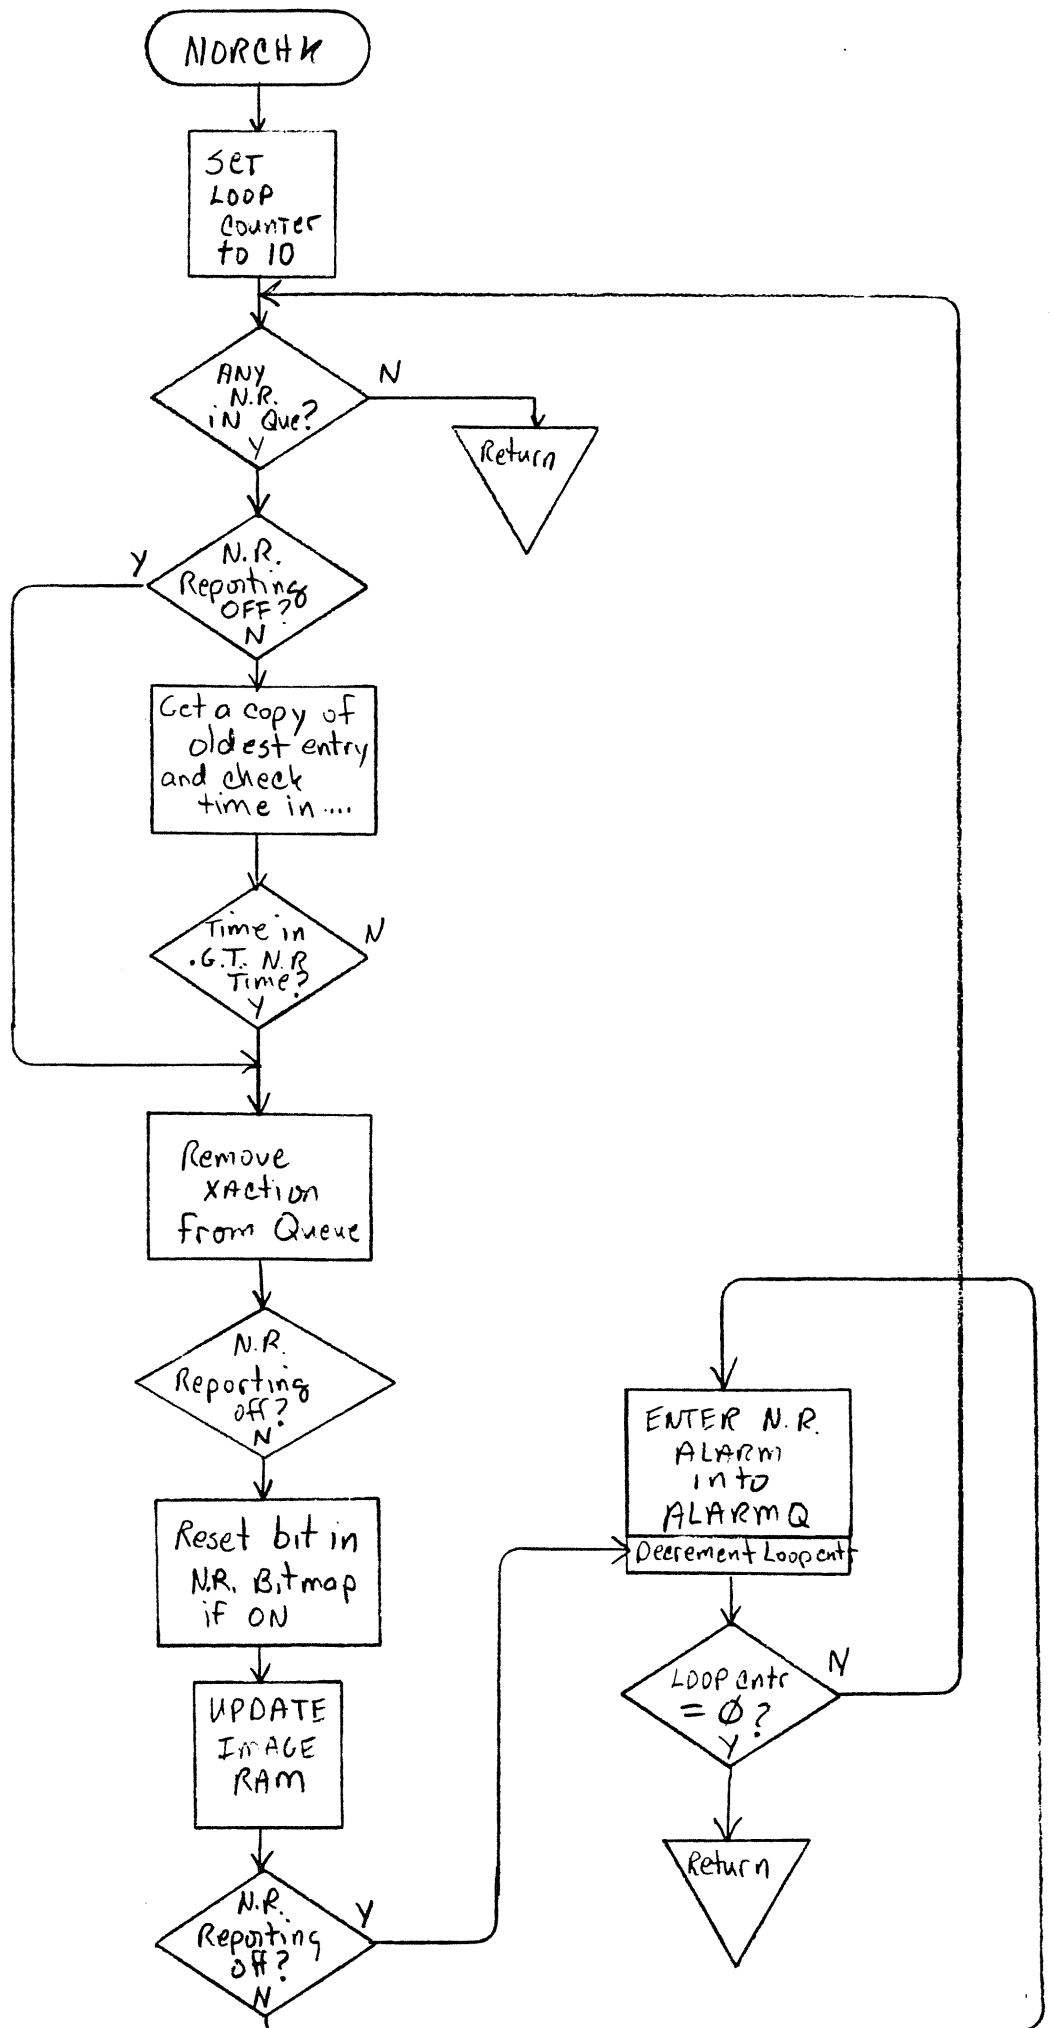 NORCHK
SET
LOOP
COUNTER
to 10
ANY
N.R.
iN Que?
Y
N
Return
N.R.
Reporting
OFF?
N
Y
Get a copy of
oldest entry
and check
time in ....
Time in
.G.T. N.R
Time?
Y
N
Remove
XACtion
From Queue
N.R.
Reporting
off?
N
Reset bit in
N.R. Bitmap
if ON
UPDATE
IMAGE
RAM
N.R.
Reporting
off?
N
Y
ENTER N.R.
ALARM
into
ALARMQ
Decrement Loop cntr
LOOP cntr
= Ø?
Y
N
Return